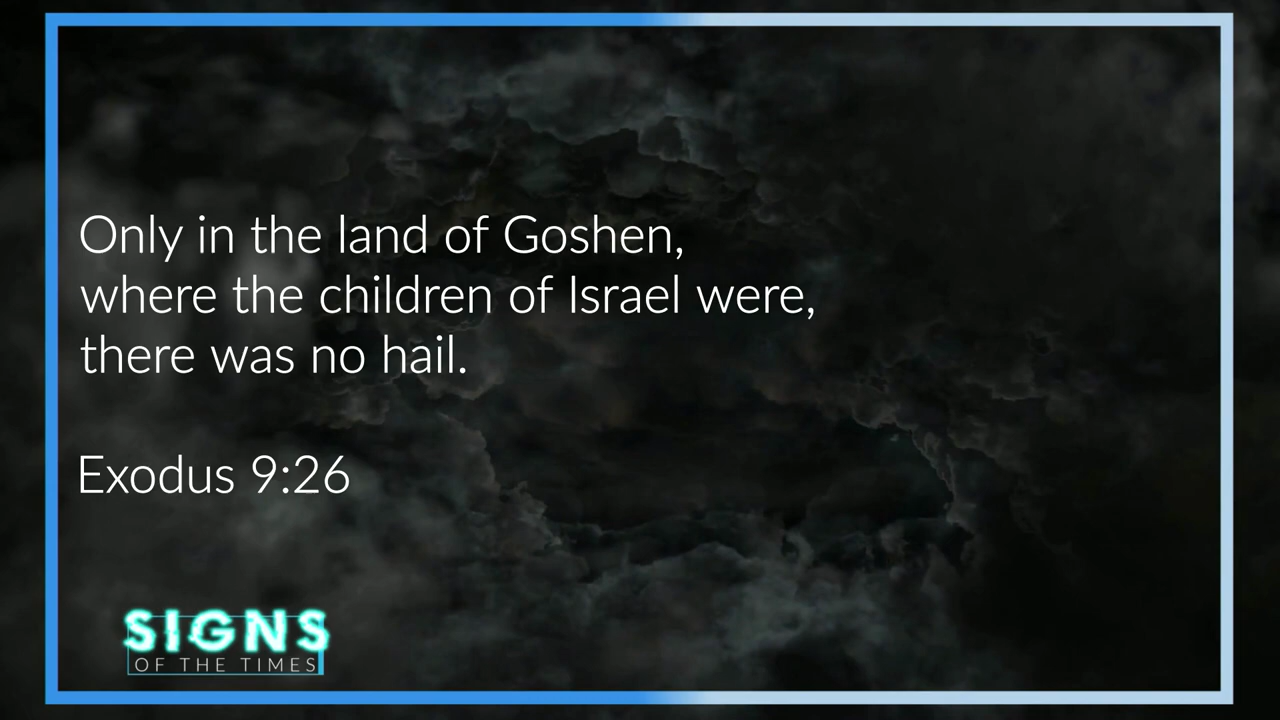 Only in the land of Goshen,
where the children of Israel were,
there was no hail.
Exodus 9:26
SIGNS
OF THE TIMES